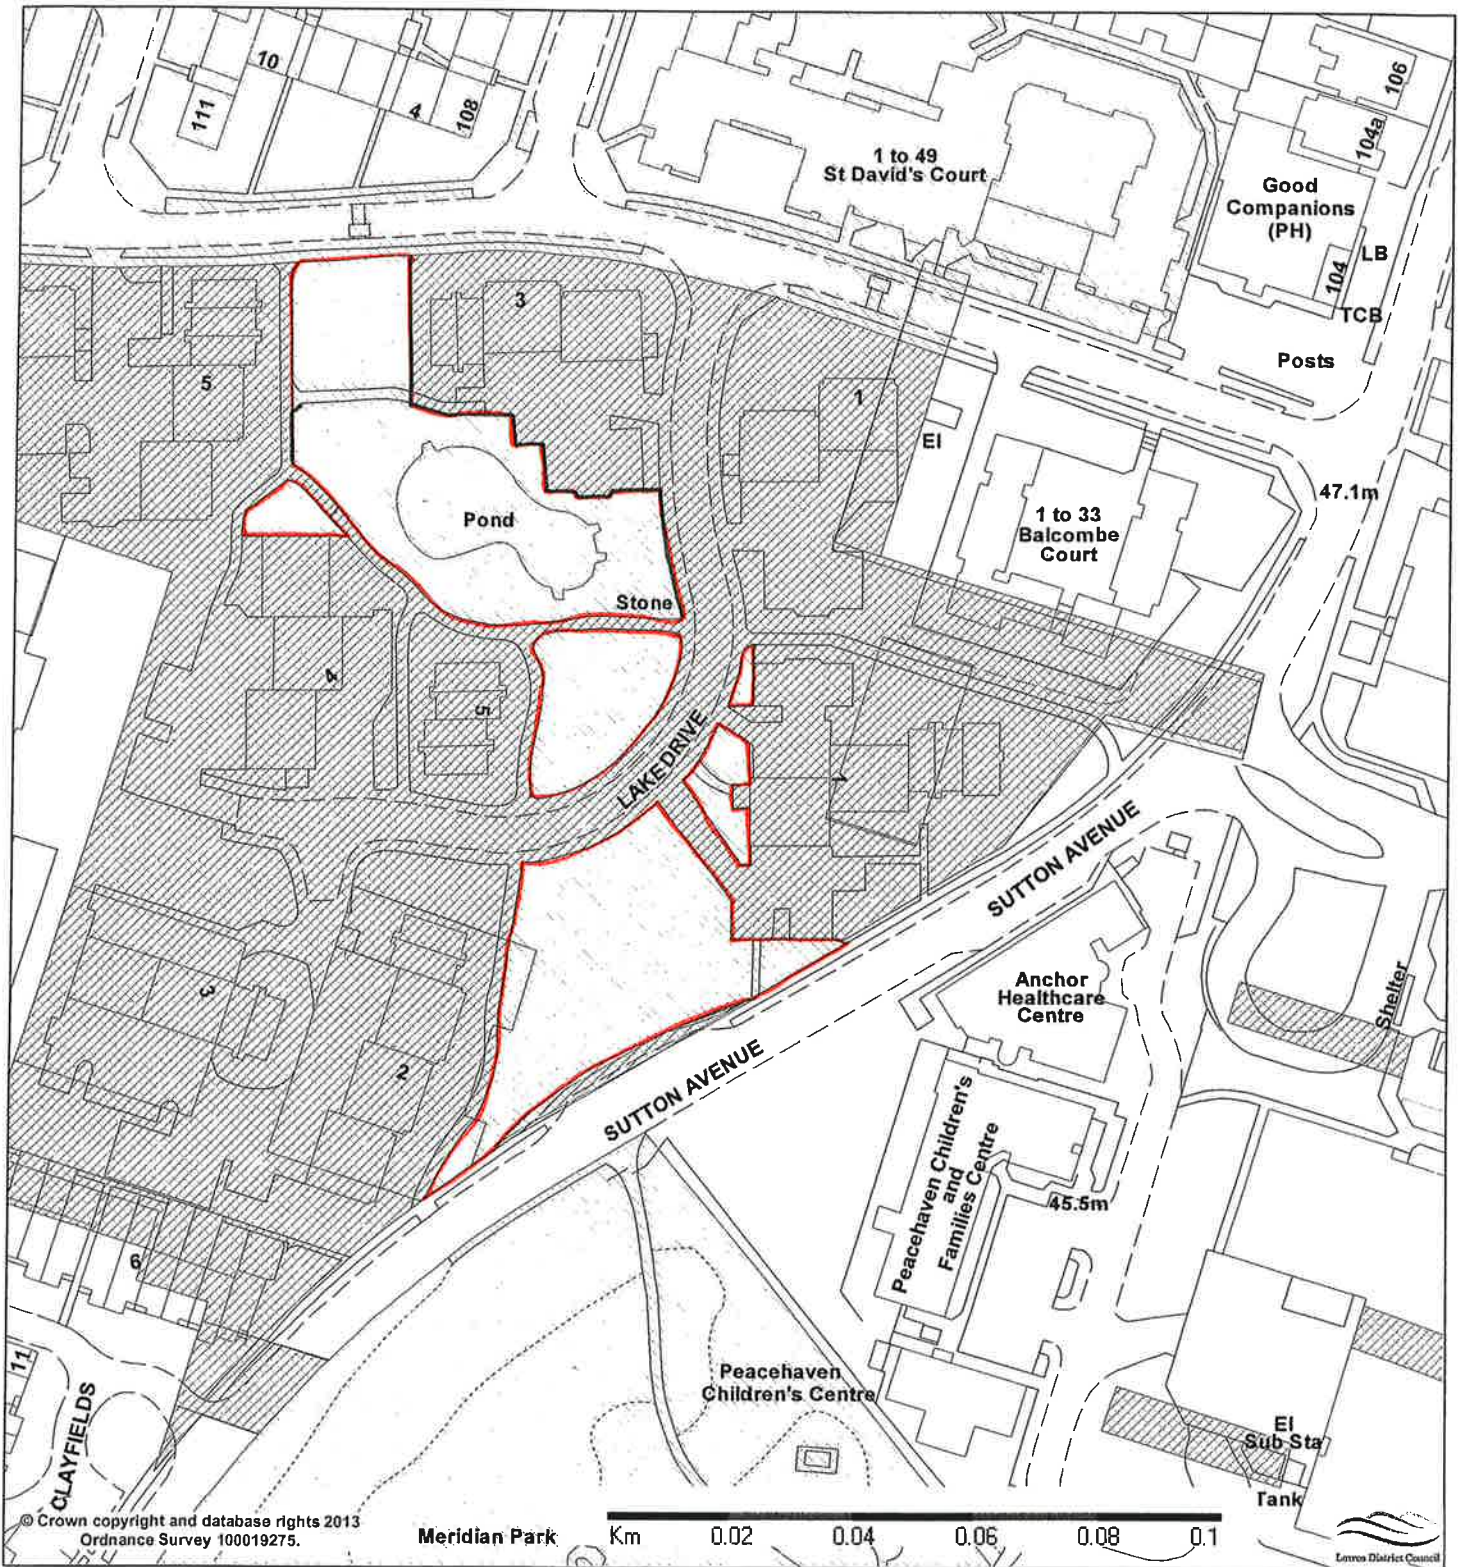 10
111
4
108
106
104a
1 to 49
St David's Court
Good
Companions
(PH)
LB
104
TCB
Posts
3
5
1
EI
47.1m
1 to 33
Balcombe
Court
Pond
Stone
4
5
1
LAKE DRIVE
SUTTON AVENUE
Anchor
Healthcare
Centre
Shelter
3
2
SUTTON AVENUE
Peacehaven Children's
and
Families Centre
45.5m
6
11
CLAYFIELDS
Peacehaven
Children's Centre
EI
Sub Sta
Tank
© Crown copyright and database rights 2013
Ordnance Survey 100019275.
Meridian Park
Km 0.02 0.04 0.06 0.08 0.1
Lewes District Council